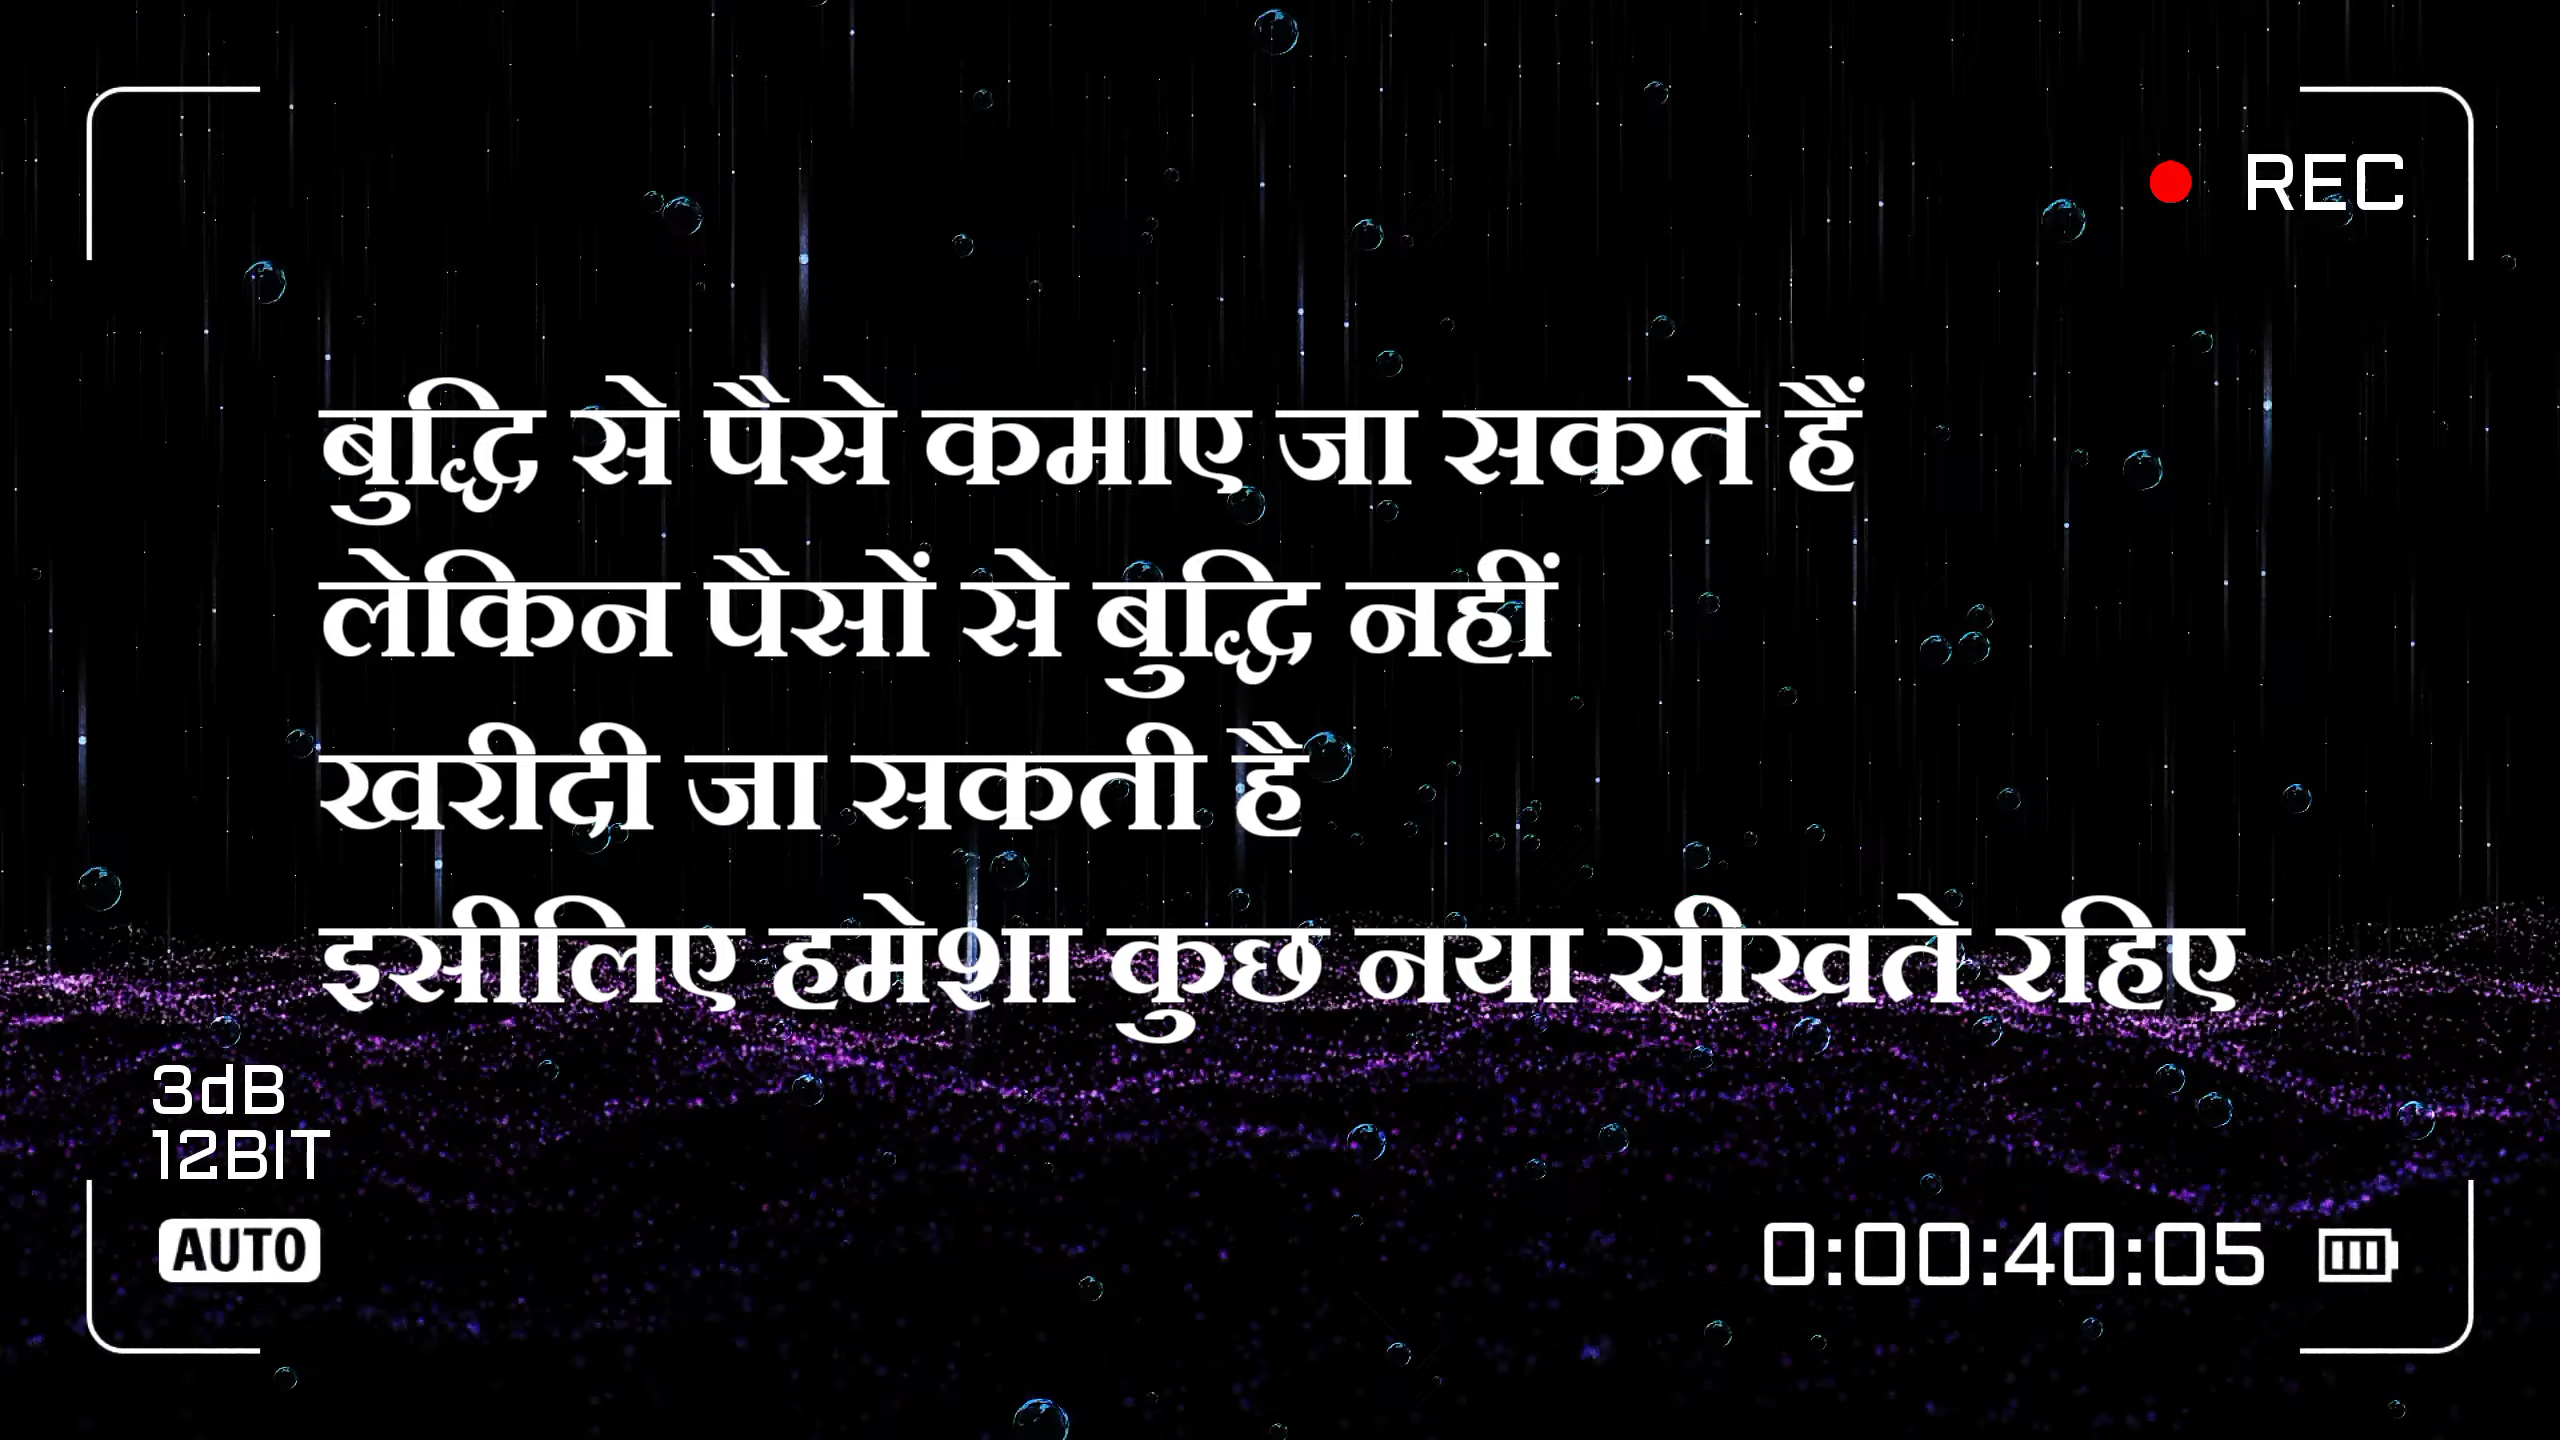 REC
बुद्धि से पैसे कमाए जा सकते हैं
लेकिन पैसों से बुद्धि नहीं
खरीदी जा सकती है
इसीलिए हमेशा कुछ नया सीखते रहिए
3dB
12BIT
AUTO
0:00:40:05